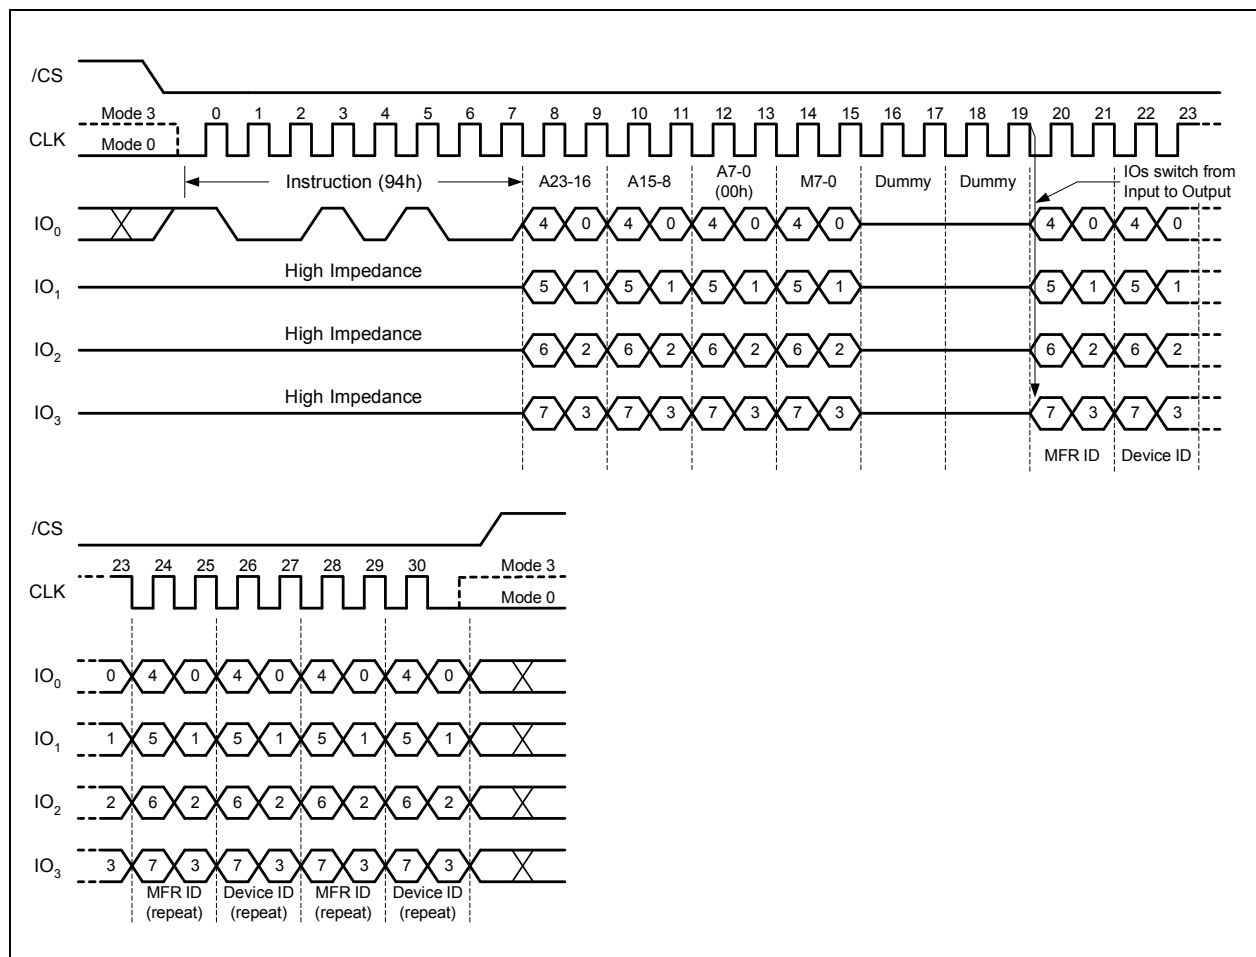 /CS
Mode 3 0 1 2 3 4 5 6 7 8 9 10 11 12 13 14 15 16 17 18 19 20 21 22 23
CLK
Mode 0
Instruction (94h) A23-16 A15-8 A7-0 (00h) M7-0 Dummy Dummy IOs switch from Input to Output
IO0 4 0 4 0 4 0 4 0 4 0 4 0
High Impedance
IO1 5 1 5 1 5 1 5 1 5 1 5 1
High Impedance
IO2 6 2 6 2 6 2 6 2 6 2 6 2
High Impedance
IO3 7 3 7 3 7 3 7 3 7 3 7 3
MFR ID Device ID
/CS
23 24 25 26 27 28 29 30 Mode 3
CLK
Mode 0
IO0 0 4 0 4 0 4 0 4 0
IO1 1 5 1 5 1 5 1 5 1
IO2 2 6 2 6 2 6 2 6 2
IO3 3 7 3 7 3 7 3 7 3
MFR ID Device ID MFR ID Device ID
(repeat) (repeat) (repeat) (repeat)